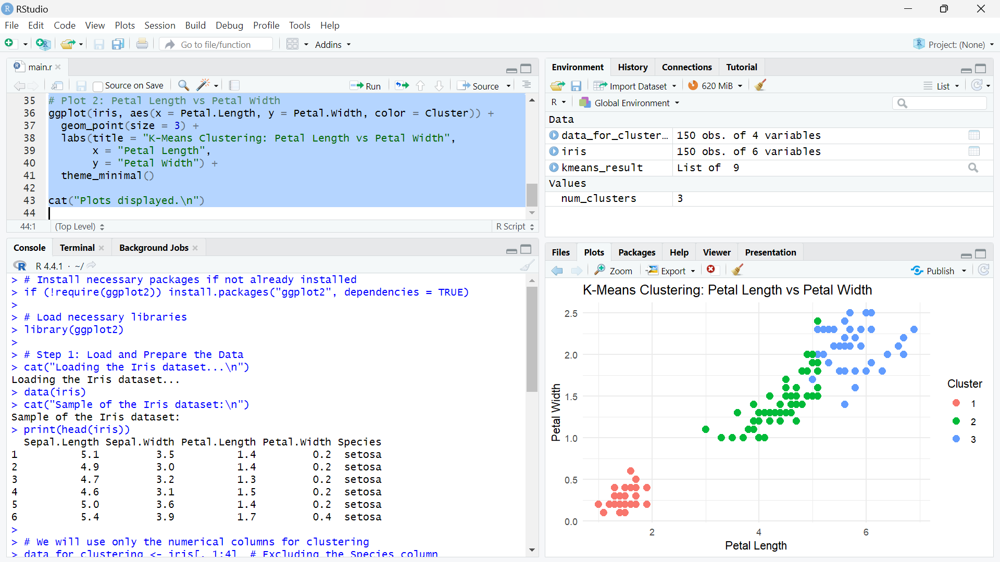 RStudio
File Edit Code View Plots Session Build Debug Profile Tools Help
Go to file/function Addins Project: (None)
main.r
Source on Save Run Source
35 # Plot 2: Petal Length vs Petal Width
36 ggplot(iris, aes(x = Petal.Length, y = Petal.Width, color = Cluster)) +
37   geom_point(size = 3) +
38   labs(title = "K-Means Clustering: Petal Length vs Petal Width",
39        x = "Petal Length",
40        y = "Petal Width") +
41   theme_minimal()
42
43 cat("Plots displayed.\n")
44
44:1 (Top Level) R Script
Console Terminal Background Jobs
R 4.4.1 · ~/
> # Install necessary packages if not already installed
> if (!require(ggplot2)) install.packages("ggplot2", dependencies = TRUE)
>
> # Load necessary libraries
> library(ggplot2)
>
> # Step 1: Load and Prepare the Data
> cat("Loading the Iris dataset...\n")
Loading the Iris dataset...
> data(iris)
> cat("Sample of the Iris dataset:\n")
Sample of the Iris dataset:
> print(head(iris))
  Sepal.Length Sepal.Width Petal.Length Petal.Width Species
1 5.1 3.5 1.4 0.2 setosa
2 4.9 3.0 1.4 0.2 setosa
3 4.7 3.2 1.3 0.2 setosa
4 4.6 3.1 1.5 0.2 setosa
5 5.0 3.6 1.4 0.2 setosa
6 5.4 3.9 1.7 0.4 setosa
>
> # We will use only the numerical columns for clustering
> data_for_clustering <- iris[, 1:4]  # Excluding the Species column
Environment History Connections Tutorial
Import Dataset 620 MiB List
R Global Environment
Data
data_for_cluster… 150 obs. of 4 variables
iris 150 obs. of 6 variables
kmeans_result List of 9
Values
num_clusters 3
Files Plots Packages Help Viewer Presentation
Zoom Export Publish
K-Means Clustering: Petal Length vs Petal Width
2.5
2.0
1.5
1.0
0.5
0.0
Petal Width
2 4 6
Petal Length
Cluster
1
2
3